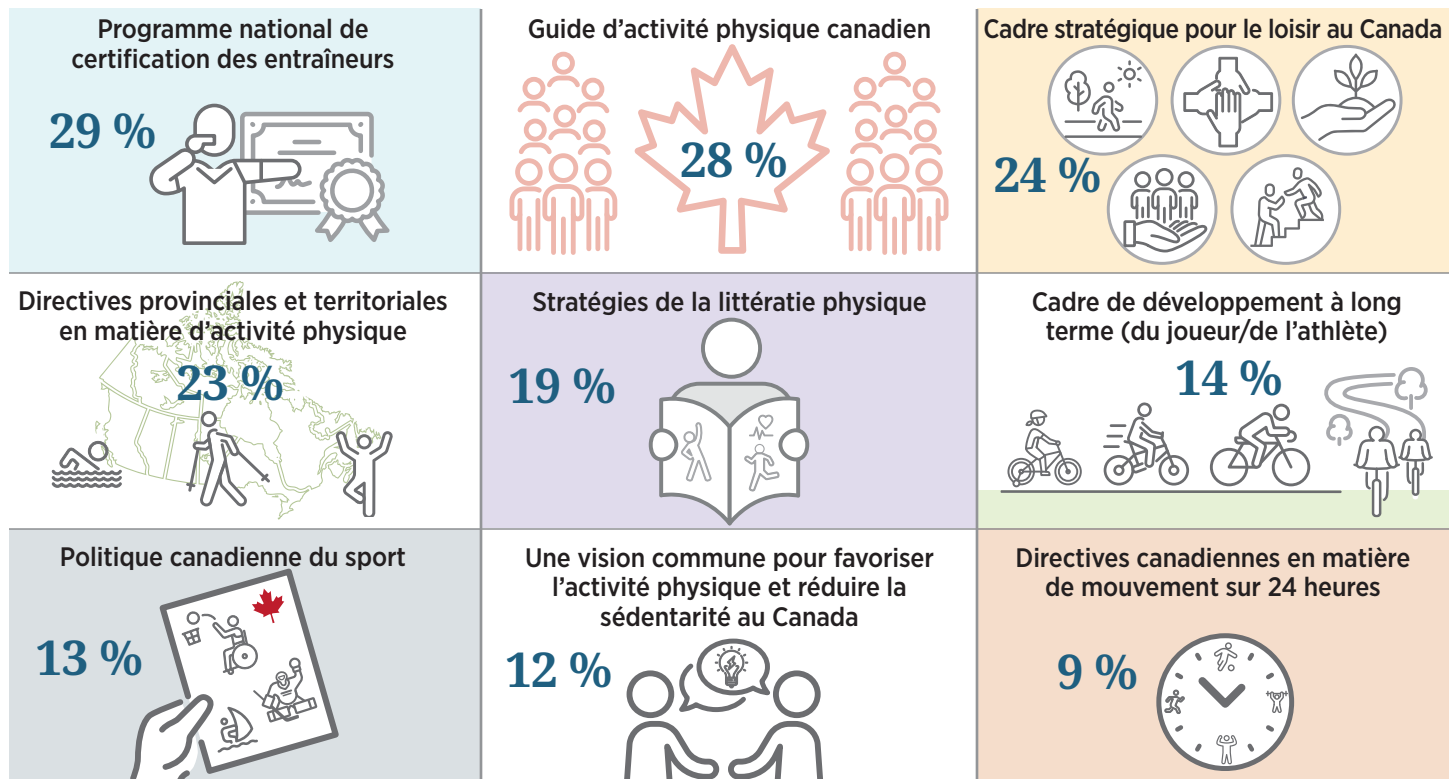 Programme national de
certification des entraîneurs
29 %
Guide d’activité physique canadien
28 %
Cadre stratégique pour le loisir au Canada
24 %
Directives provinciales et territoriales
en matière d’activité physique
23 %
Stratégies de la littératie physique
19 %
Cadre de développement à long
terme (du joueur/de l’athlète)
14 %
Politique canadienne du sport
13 %
Une vision commune pour favoriser
l’activité physique et réduire la
sédentarité au Canada
12 %
Directives canadiennes en matière
de mouvement sur 24 heures
9 %